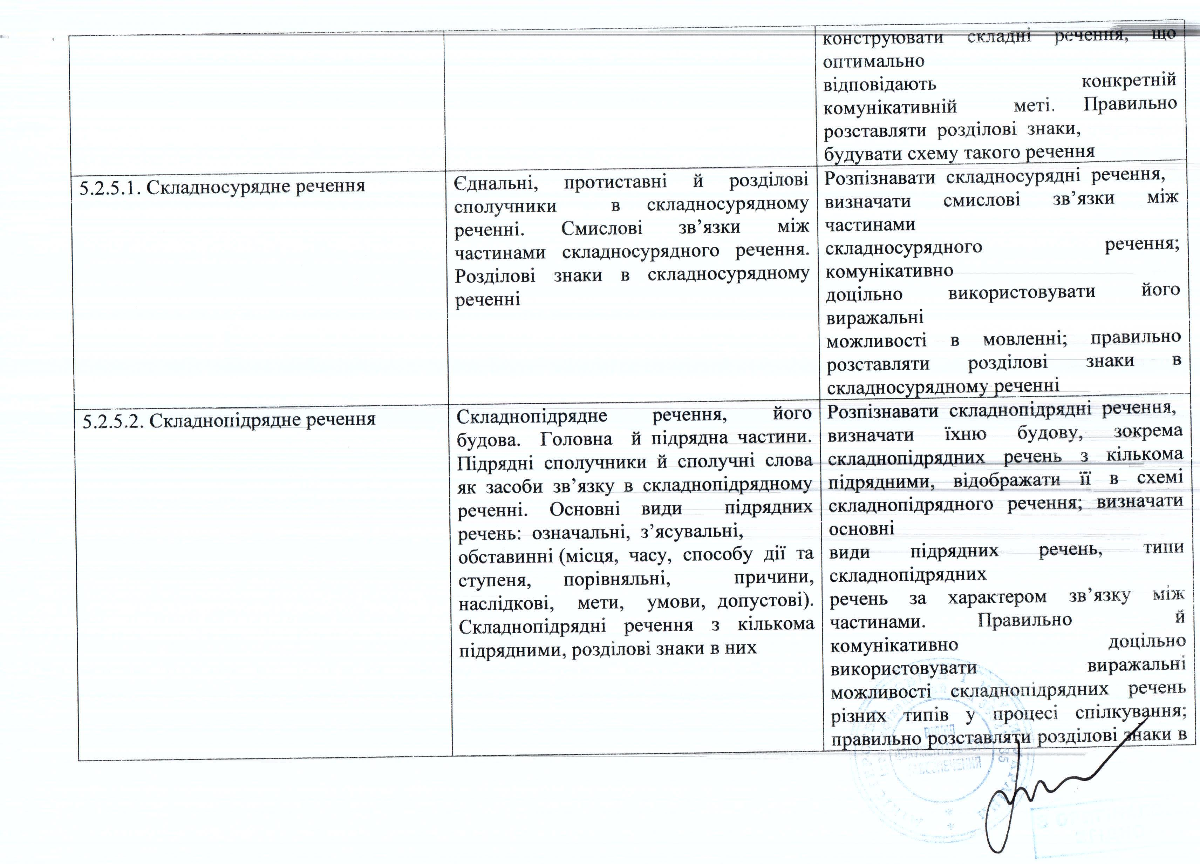 конструювати складні речення, що
оптимально
відповідають конкретній
комунікативній меті. Правильно
розставляти розділові знаки,
будувати схему такого речення
5.2.5.1. Складносурядне речення
Єднальні, протиставні й розділові
сполучники в складносурядному
реченні. Смислові зв’язки між
частинами складносурядного речення.
Розділові знаки в складносурядному
реченні
Розпізнавати складносурядні речення,
визначати смислові зв’язки між
частинами
складносурядного речення;
комунікативно
доцільно використовувати його
виражальні
можливості в мовленні; правильно
розставляти розділові знаки в
складносурядному реченні
5.2.5.2. Складнопідрядне речення
Складнопідрядне речення, його
будова. Головна й підрядна частини.
Підрядні сполучники й сполучні слова
як засоби зв’язку в складнопідрядному
реченні. Основні види підрядних
речень: означальні, з’ясувальні,
обставинні (місця, часу, способу дії та
ступеня, порівняльні, причини,
наслідкові, мети, умови, допустові).
Складнопідрядні речення з кількома
підрядними, розділові знаки в них
Розпізнавати складнопідрядні речення,
визначати їхню будову, зокрема
складнопідрядних речень з кількома
підрядними, відображати її в схемі
складнопідрядного речення; визначати
основні
види підрядних речень, типи
складнопідрядних
речень за характером зв’язку між
частинами. Правильно й
комунікативно доцільно
використовувати виражальні
можливості складнопідрядних речень
різних типів у процесі спілкування;
правильно розставляти розділові знаки в